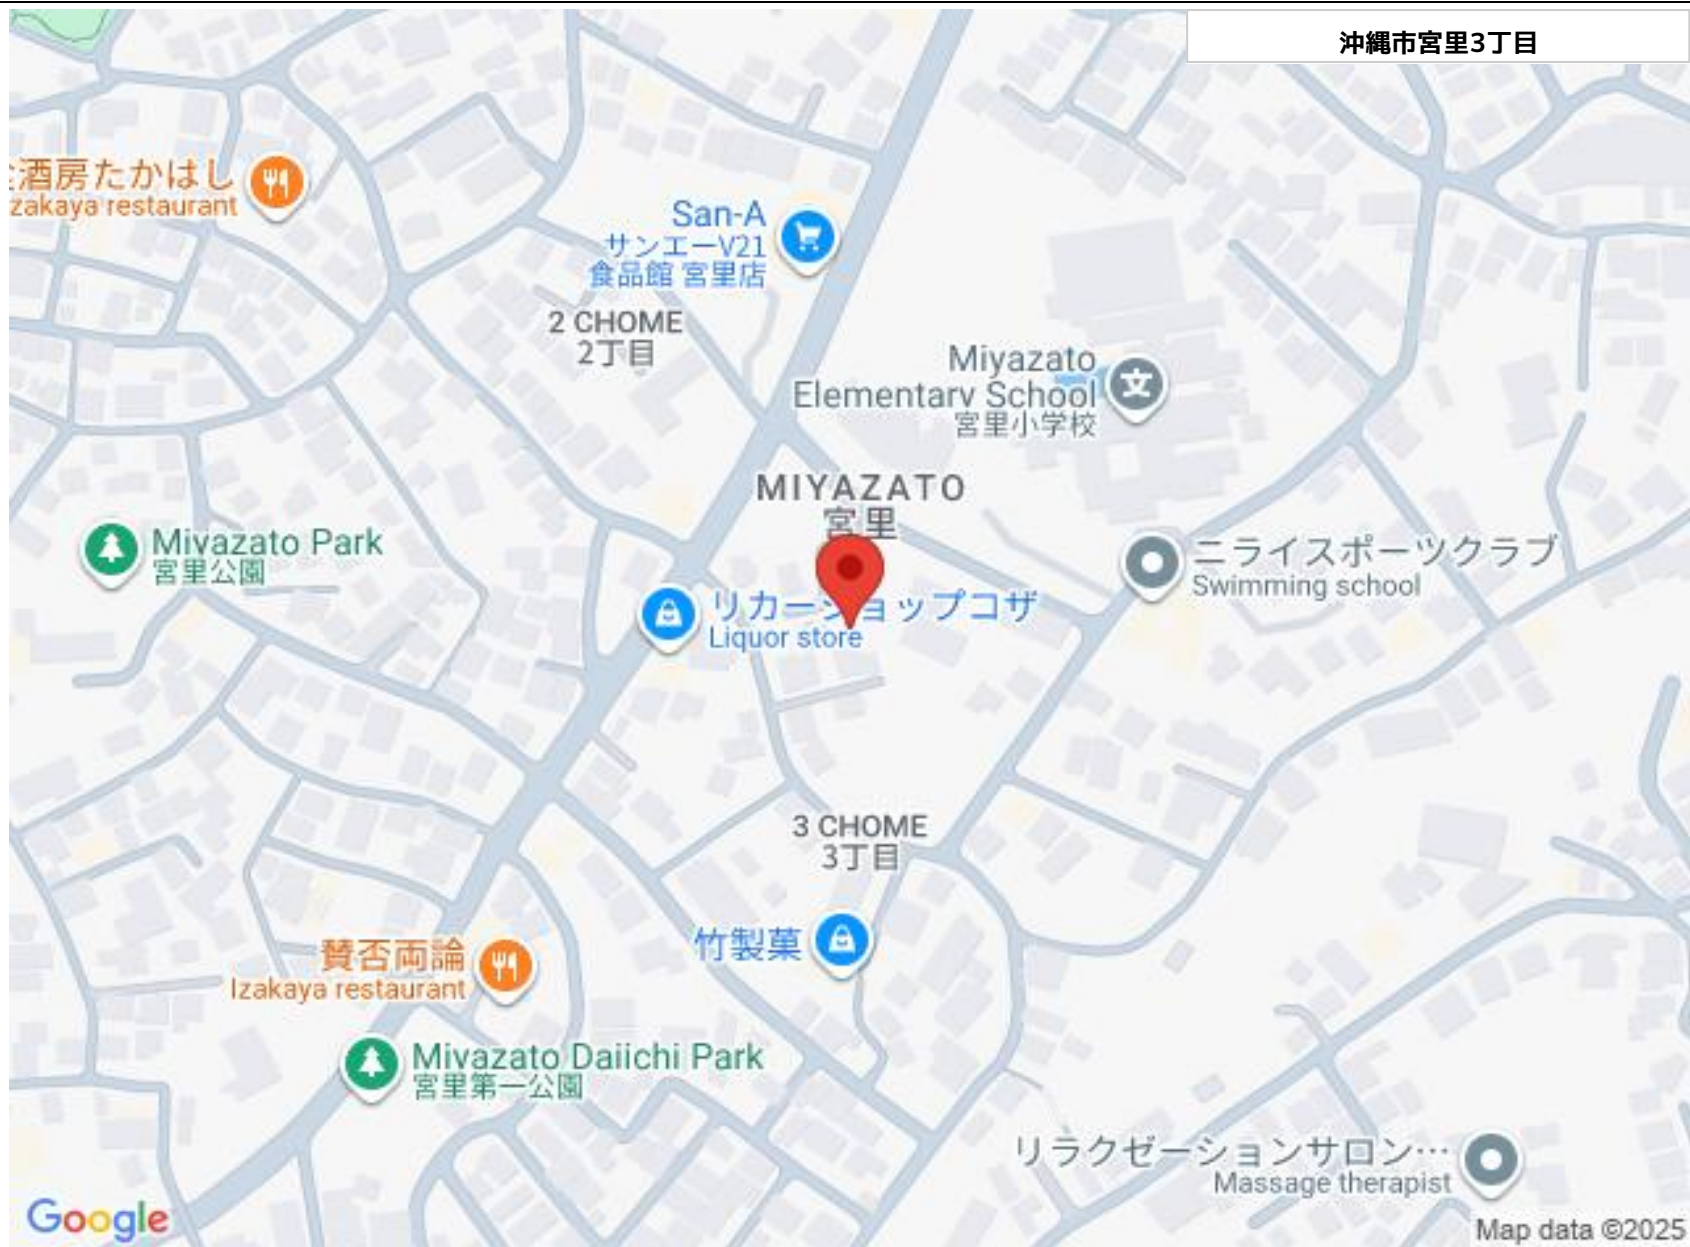 沖縄市宮里3丁目
酒房たかはし
zakaya restaurant
San-A
サンエーV21
食品館 宮里店
2 CHOME
2丁目
Miyazato
Elementary School
宮里小学校
文
MIYAZATO
宮里
Miyazato Park
宮里公園
ニライスポーツクラブ
Swimming school
リカーショップコザ
Liquor store
3 CHOME
3丁目
竹製菓
賛否両論
Izakaya restaurant
Miyazato Daiichi Park
宮里第一公園
リラクゼーションサロン…
Massage therapist
Google
Map data ©2025